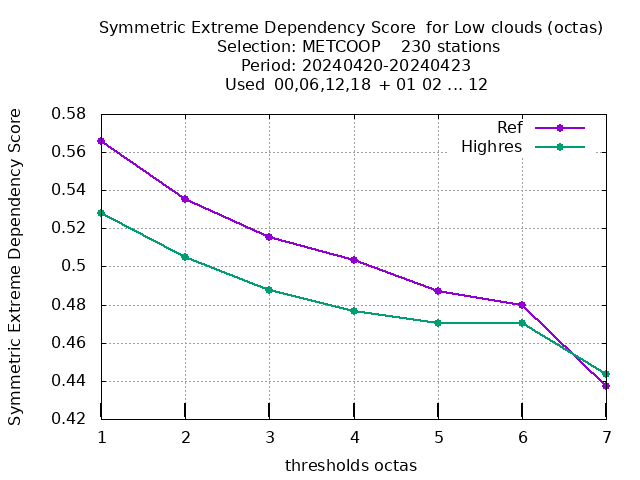 Symmetric Extreme Dependency Score  for Low clouds (octas)
Selection: METCOOP    230 stations
Period: 20240420-20240423
Used  00,06,12,18 + 01 02 ... 12
Symmetric Extreme Dependency Score
0.58
0.56
0.54
0.52
0.5
0.48
0.46
0.44
0.42
Ref
Highres
1 2 3 4 5 6 7
thresholds octas